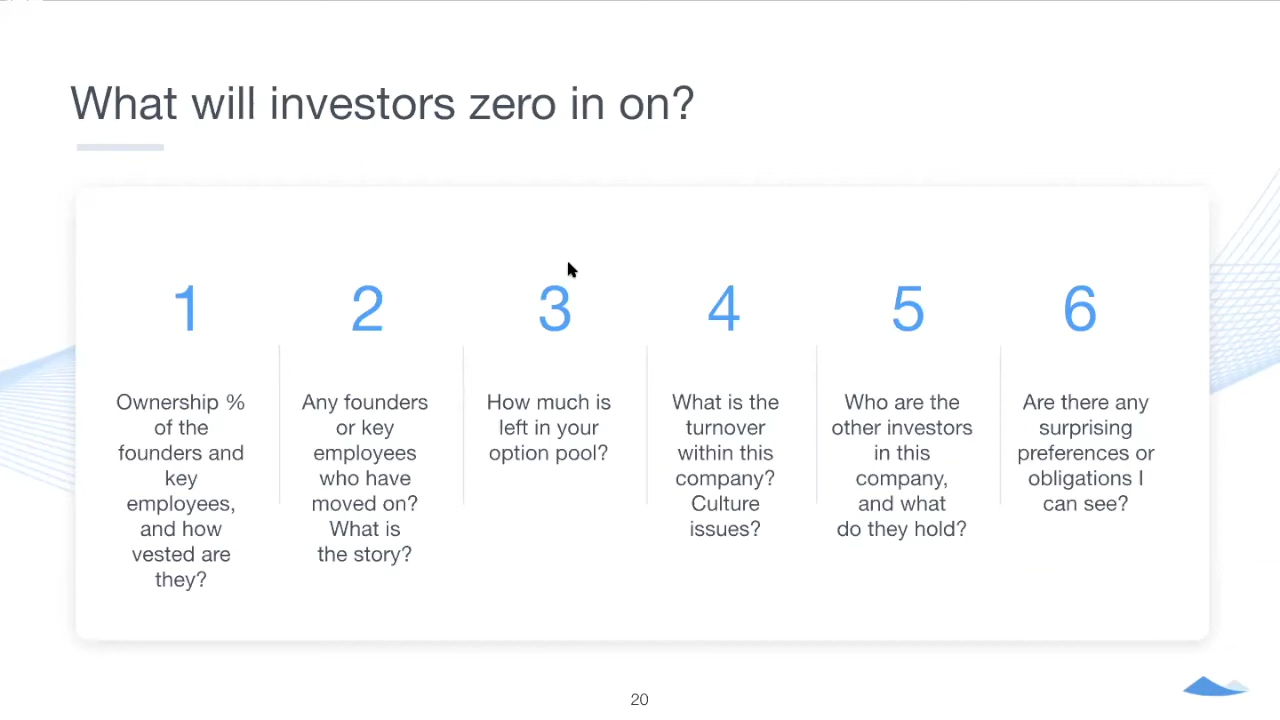 What will investors zero in on?
1
Ownership %
of the
founders and
key
employees,
and how
vested are
they?
2
Any founders
or key
employees
who have
moved on?
What is
the story?
3
How much is
left in your
option pool?
4
What is the
turnover
within this
company?
Culture
issues?
5
Who are the
other investors
in this
company,
and what
do they hold?
6
Are there any
surprising
preferences or
obligations I
can see?
20